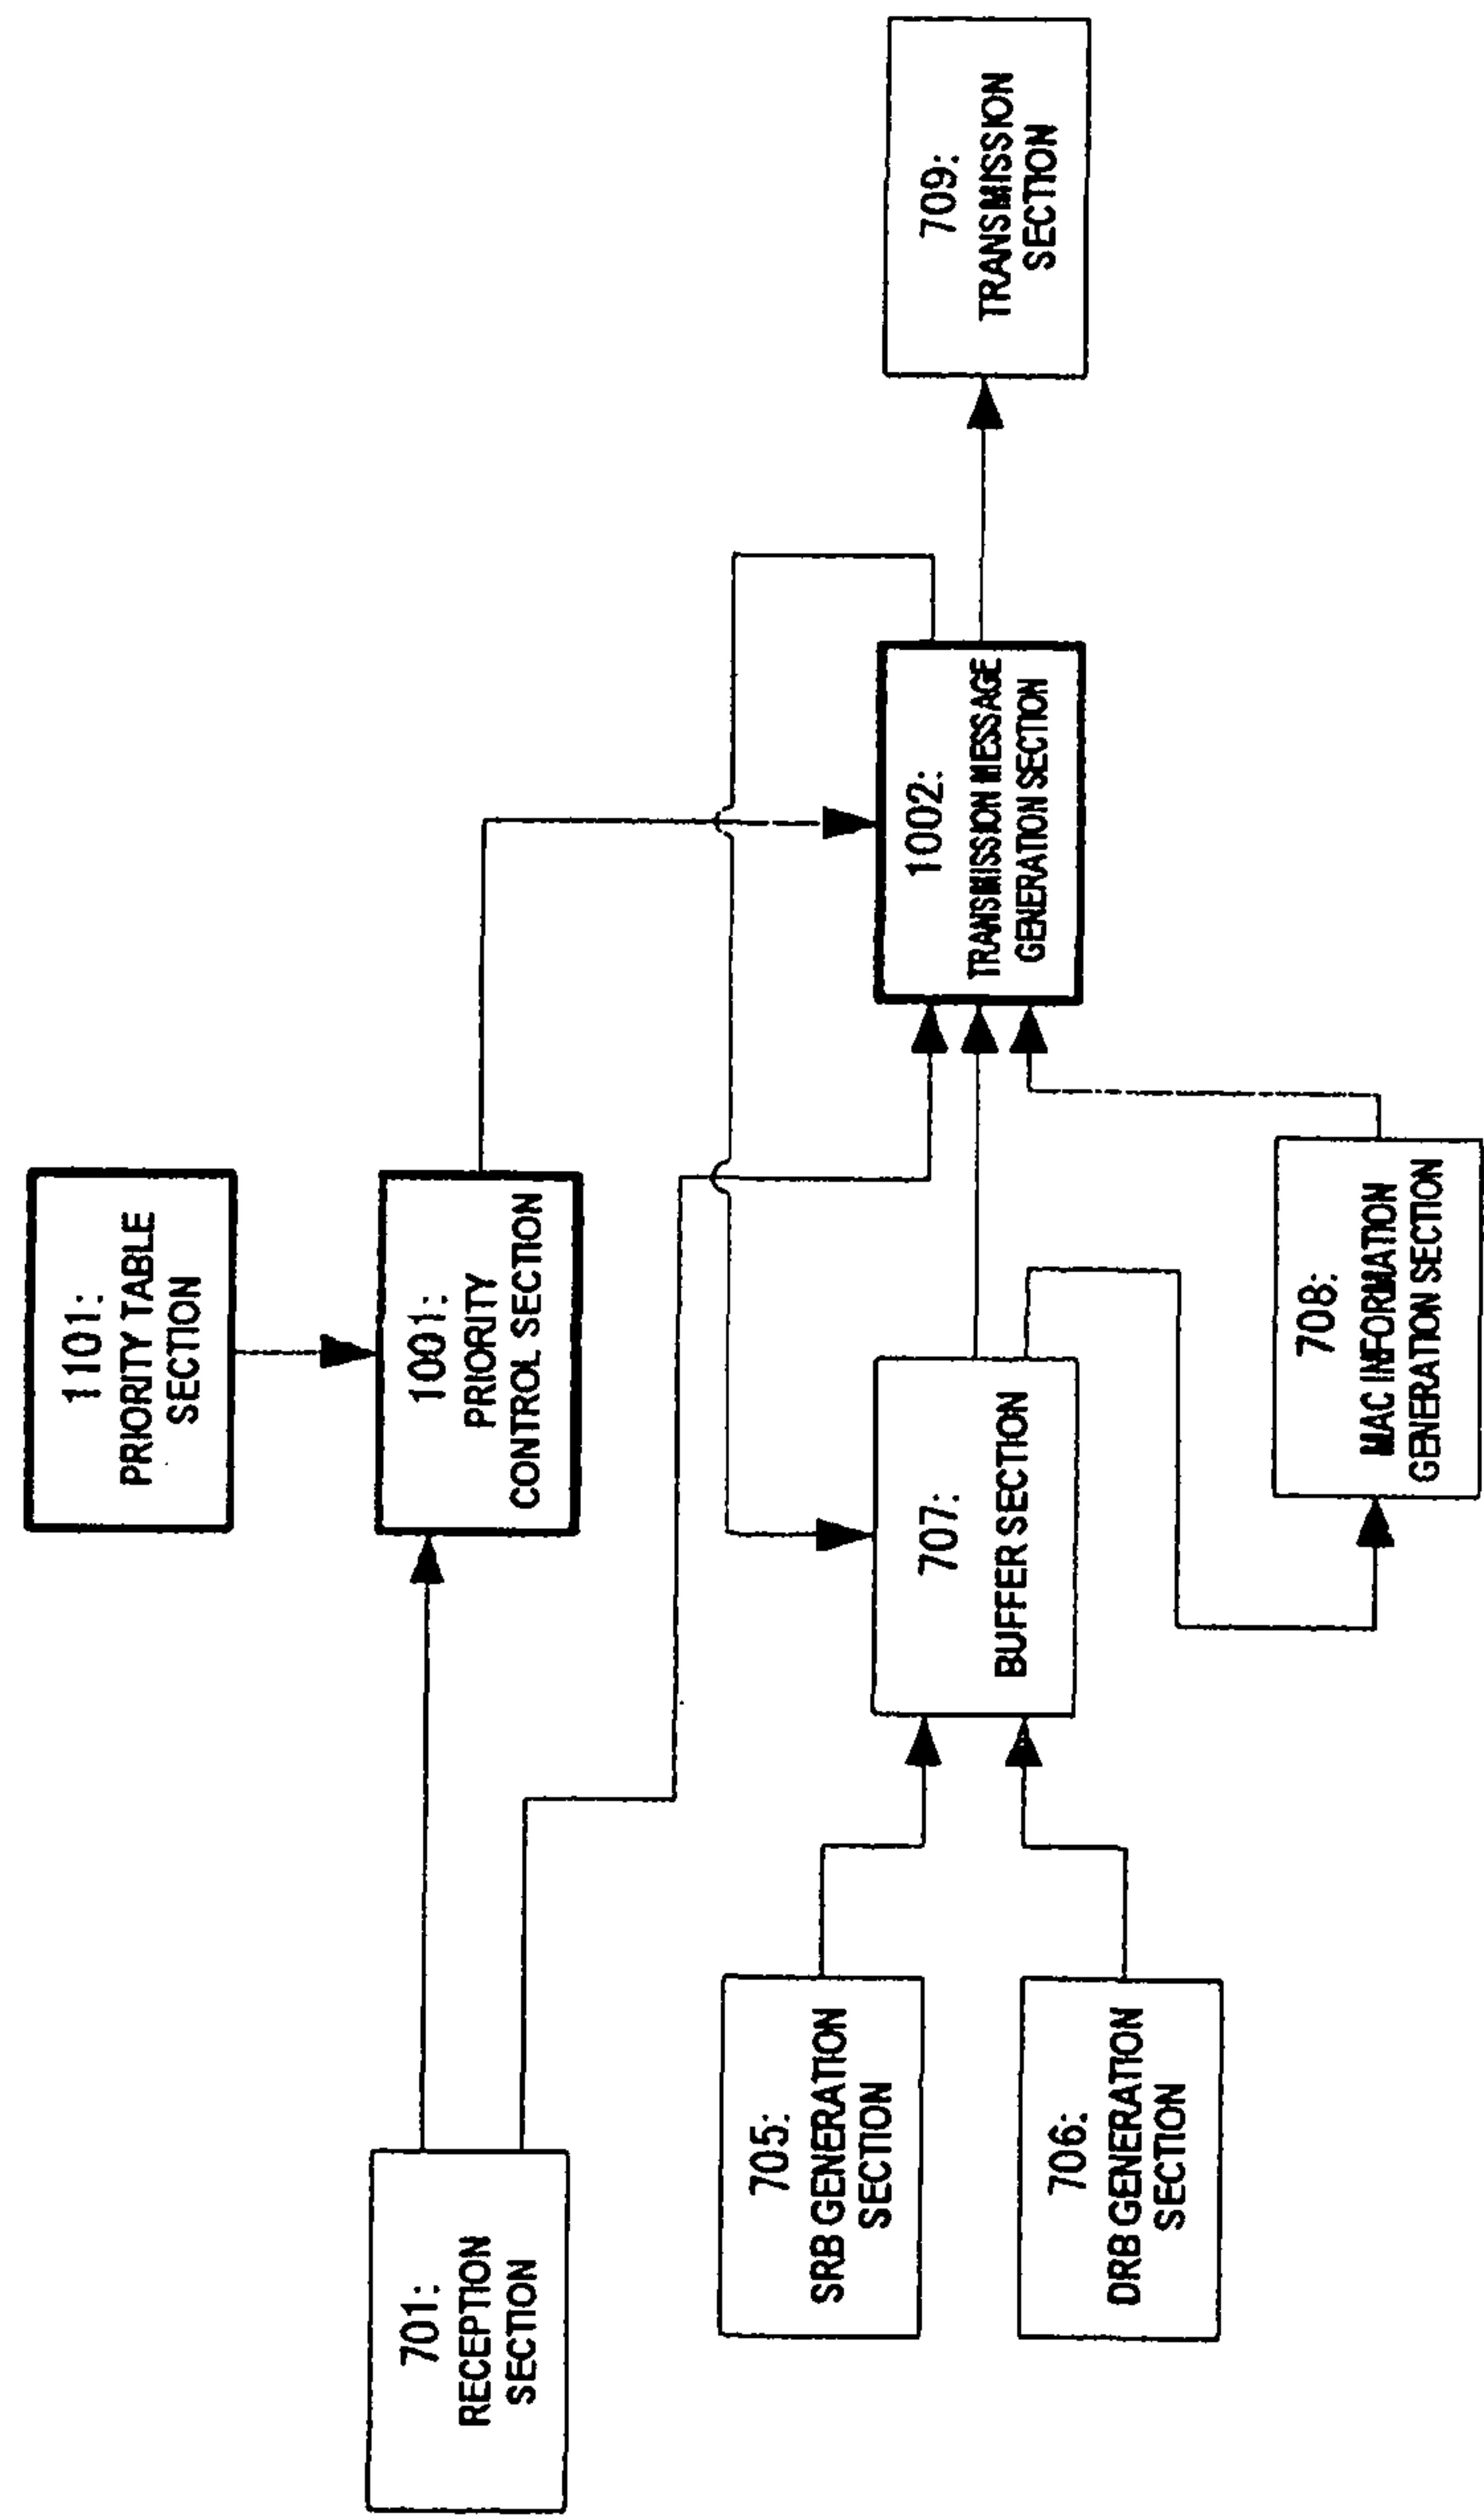 1101:
PRIORITY TABLE
SECTION
701:
RECEPTION
SECTION
1001:
PRIORITY
CONTROL SECTION
705:
SRB GENERATION
SECTION
706:
DRB GENERATION
SECTION
707:
BUFFER SECTION
1002:
TRANSMISSION MESSAGE
GENERATION SECTION
709:
TRANSMISSION
SECTION
708:
MAC INFORMATION
GENERATION SECTION